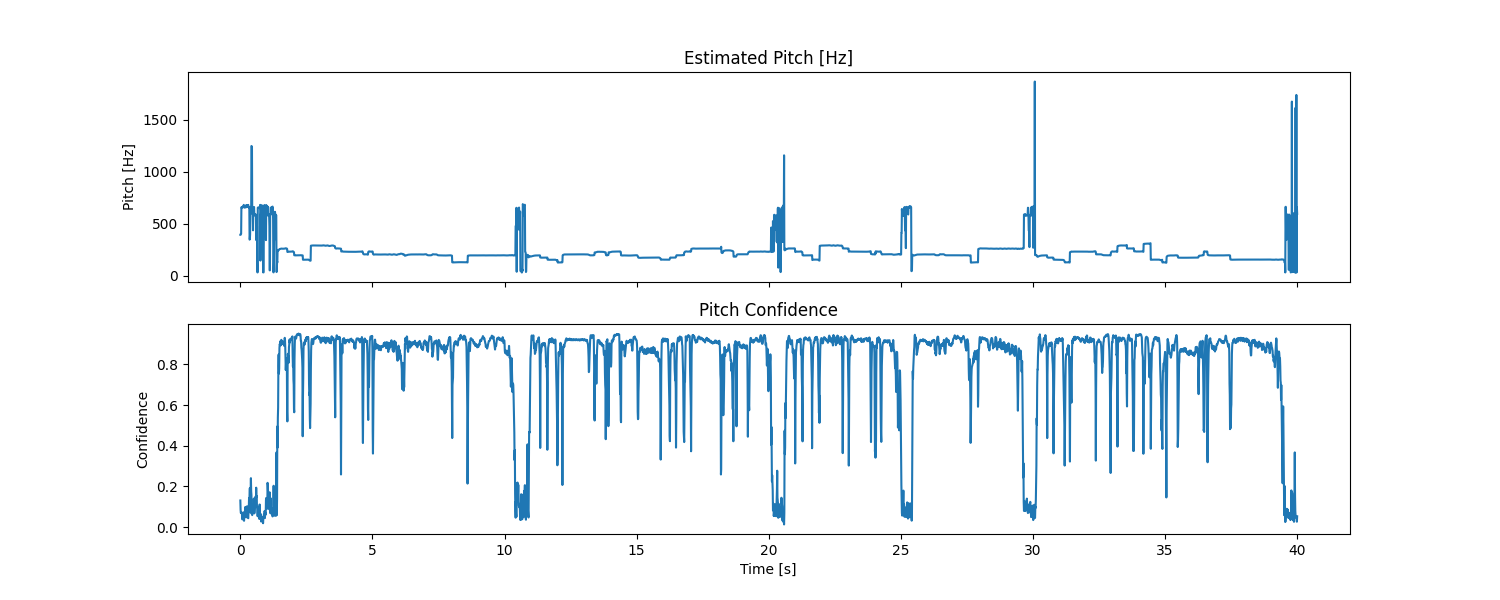 Estimated Pitch [Hz]
Pitch [Hz]
1500
1000
500
0
Pitch Confidence
Confidence
0.8
0.6
0.4
0.2
0.0
0 5 10 15 20 25 30 35 40
Time [s]